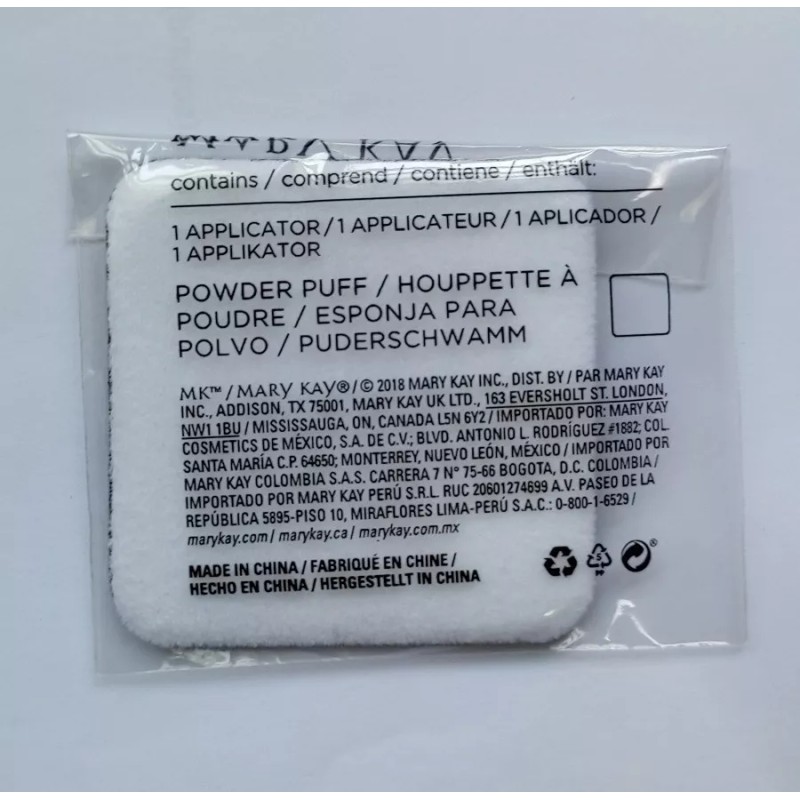 MARY KAY
contains / comprend / contiene / enthält:
1 APPLICATOR / 1 APPLICATEUR / 1 APLICADOR /
1 APPLIKATOR
POWDER PUFF / HOUPPETTE À
POUDRE / ESPONJA PARA
POLVO / PUDERSCHWAMM
MK™ / MARY KAY® / © 2018 MARY KAY INC., DIST. BY / PAR MARY KAY
INC., ADDISON, TX 75001, MARY KAY UK LTD., 163 EVERSHOLT ST. LONDON,
NW1 1BU / MISSISSAUGA, ON, CANADA L5N 6Y2 / IMPORTADO POR: MARY KAY
COSMETICS DE MÉXICO, S.A. DE C.V.; BLVD. ANTONIO L. RODRÍGUEZ #1882; COL.
SANTA MARÍA C.P. 64650; MONTERREY, NUEVO LEÓN, MÉXICO / IMPORTADO POR
MARY KAY COLOMBIA S.A.S. CARRERA 7 N° 75-66 BOGOTA, D.C. COLOMBIA /
IMPORTADO POR MARY KAY PERÚ S.R.L. RUC 20601274699 A.V. PASEO DE LA
REPÚBLICA 5895-PISO 10, MIRAFLORES LIMA-PERÚ S.A.C.: 0-800-1-6529 /
marykay.com / marykay.ca / marykay.com.mx
MADE IN CHINA / FABRIQUÉ EN CHINE /
HECHO EN CHINA / HERGESTELLT IN CHINA
5
PP
®